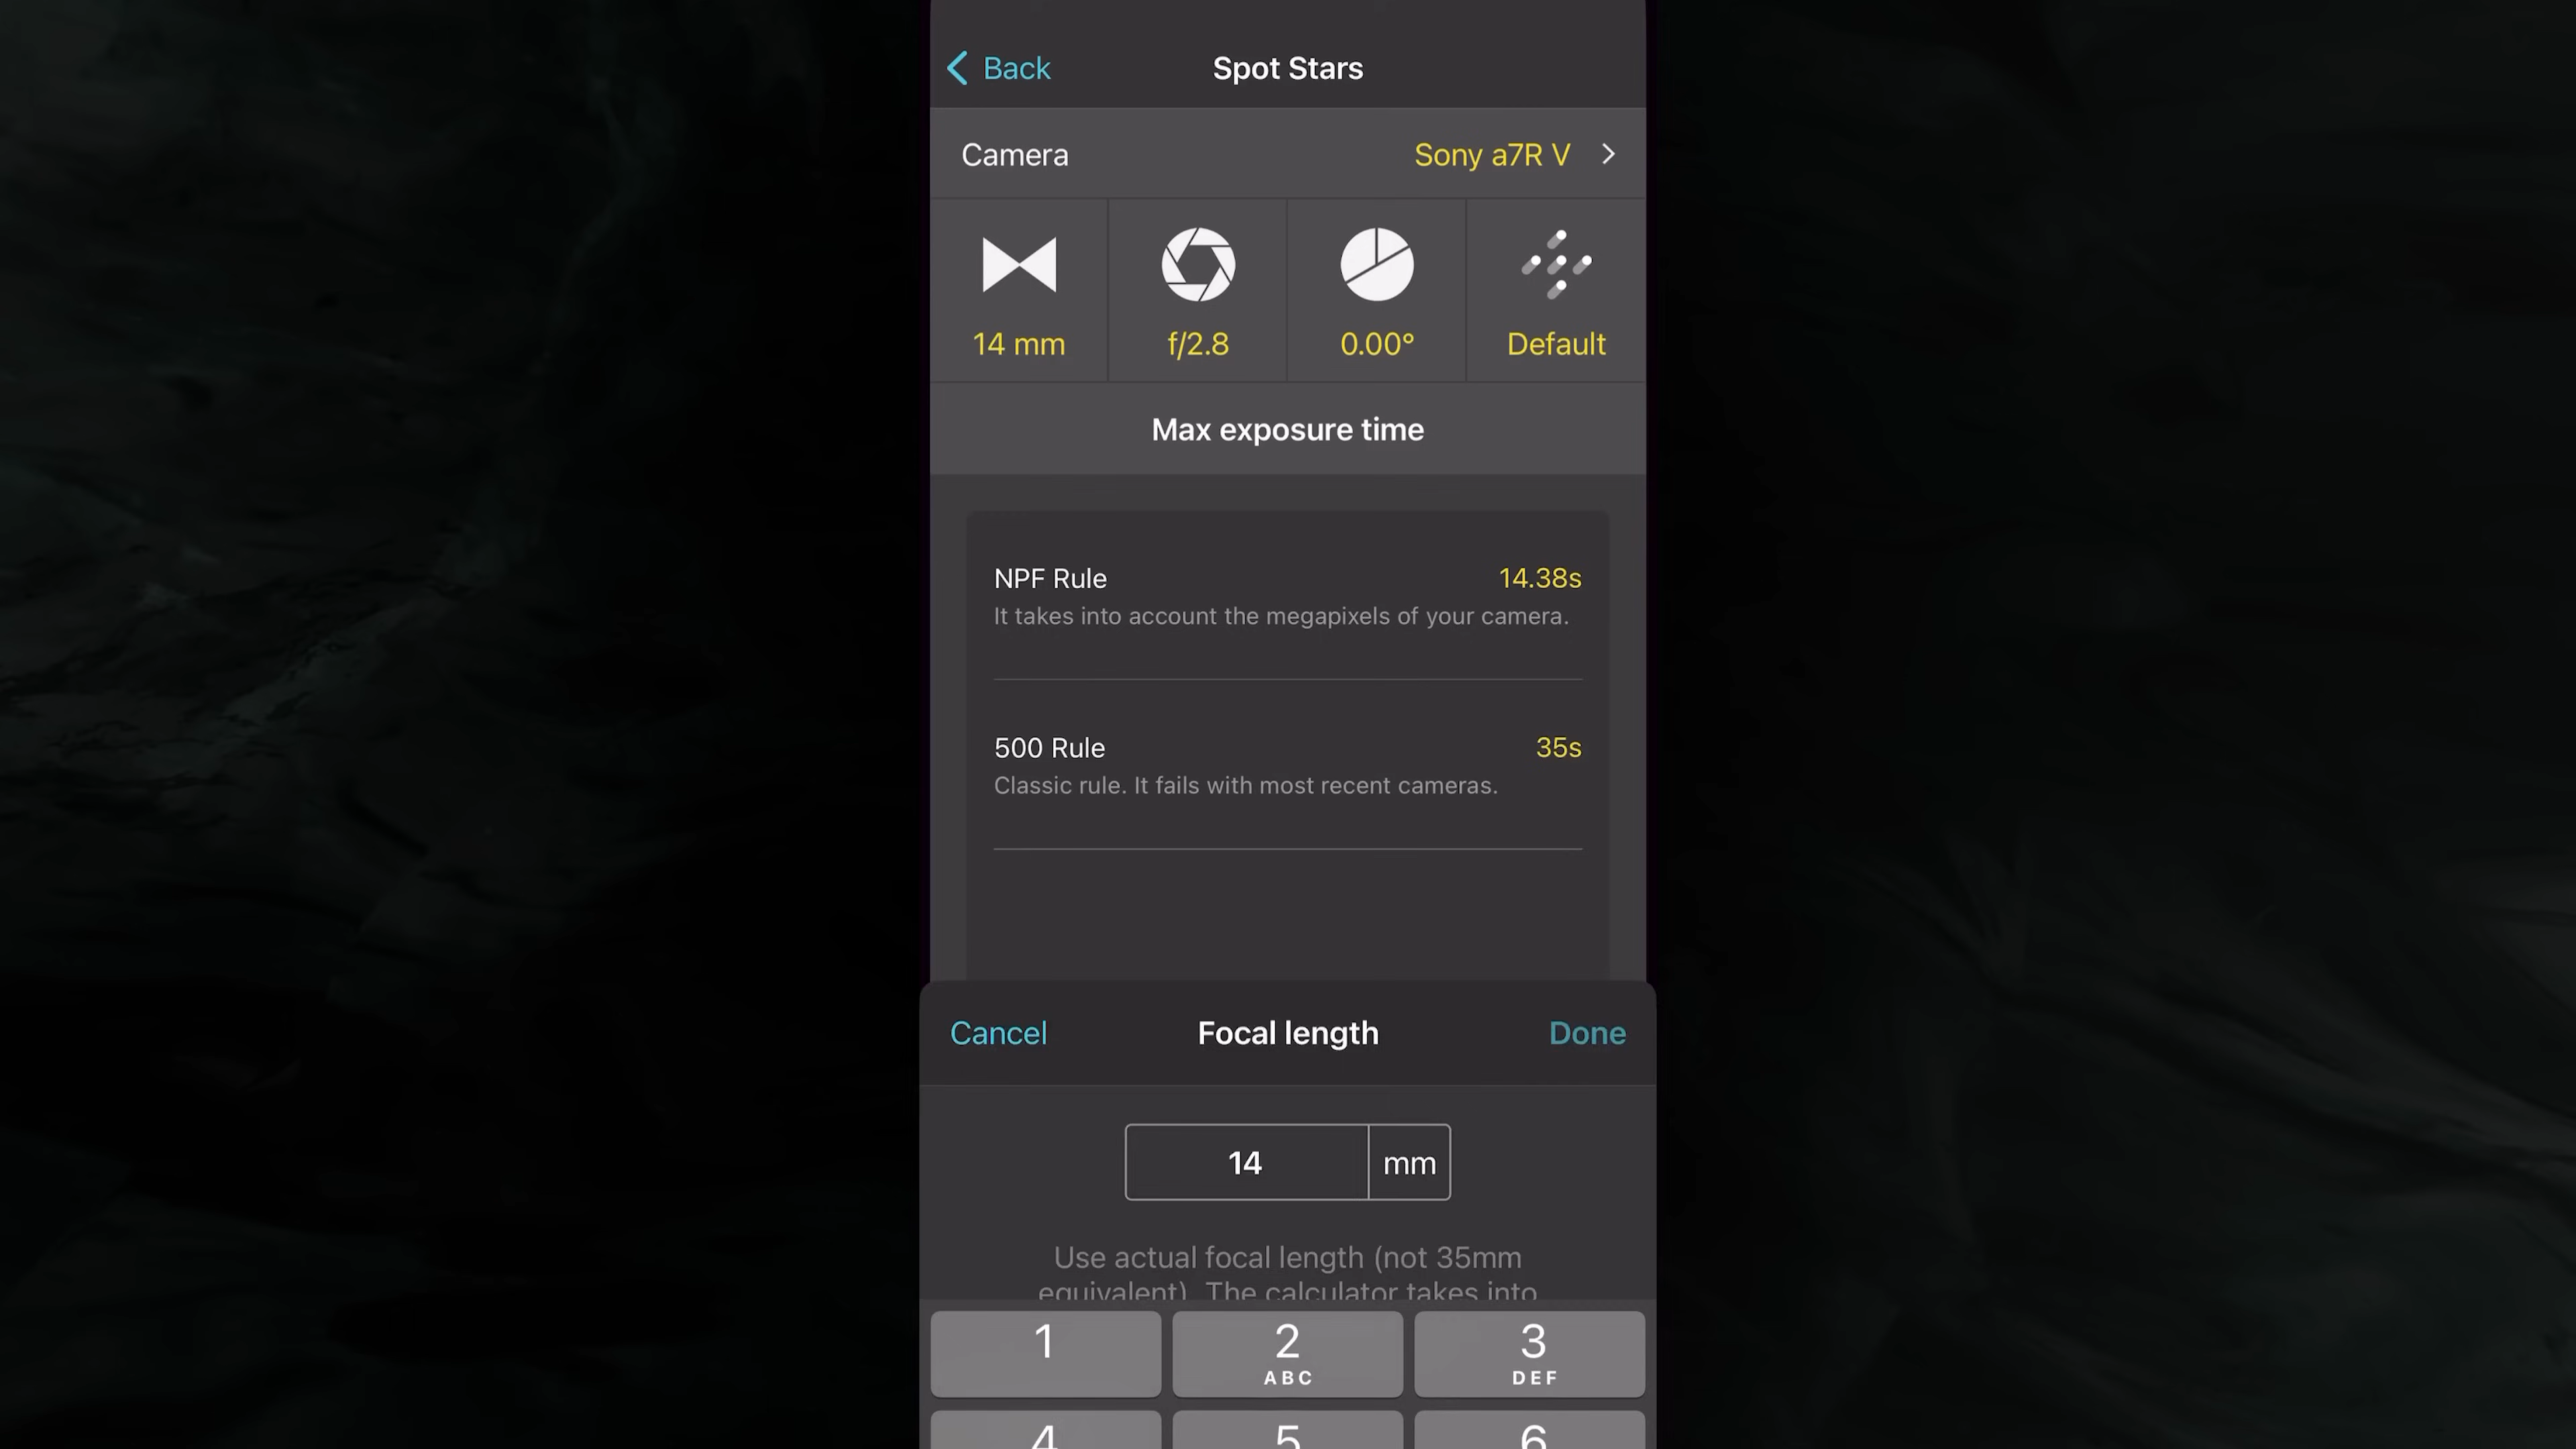 Back
Spot Stars
Camera
Sony a7R V
14 mm
f/2.8
0.00°
Default
Max exposure time
NPF Rule
14.38s
It takes into account the megapixels of your camera.
500 Rule
35s
Classic rule. It fails with most recent cameras.
Cancel
Focal length
Done
14
mm
Use actual focal length (not 35mm
equivalent). The calculator takes into
1
2
ABC
3
DEF
4
5
6